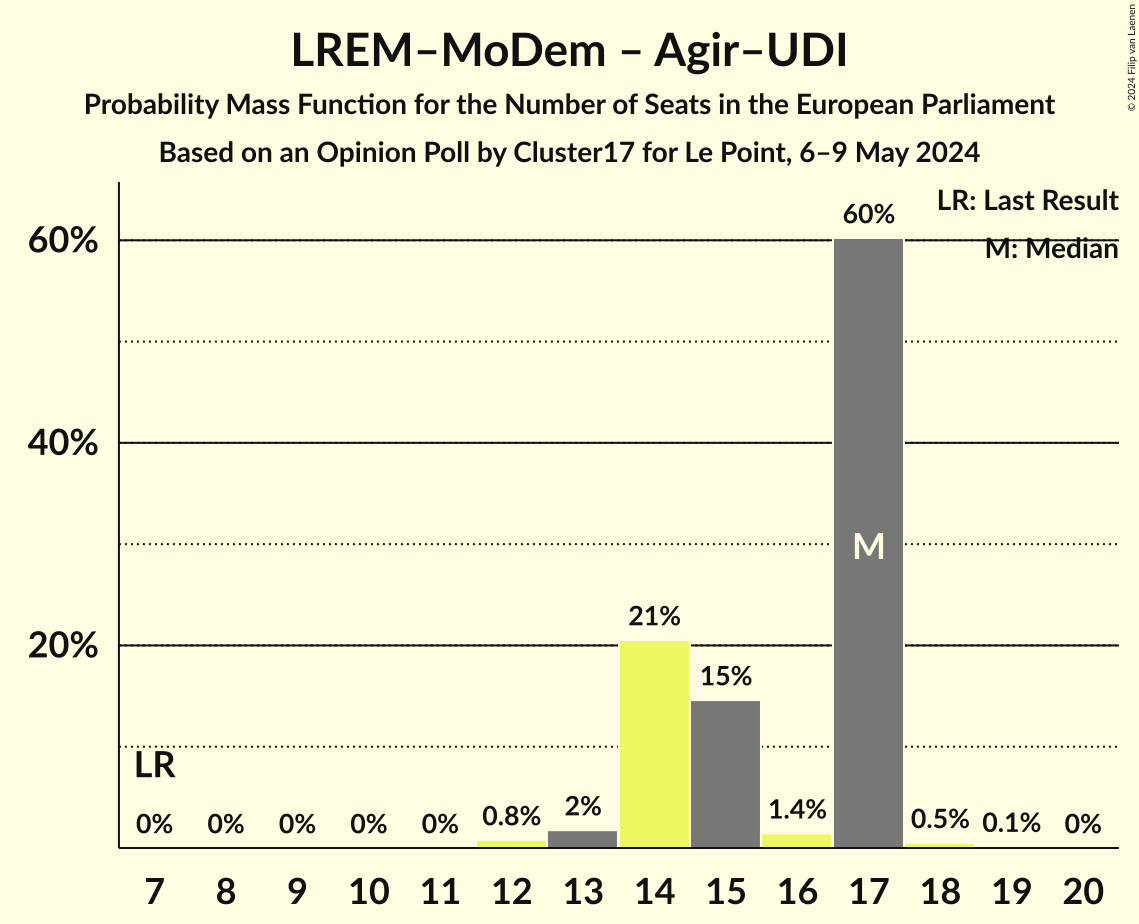 LREM–MoDem – Agir–UDI
Probability Mass Function for the Number of Seats in the European Parliament
Based on an Opinion Poll by Cluster17 for Le Point, 6–9 May 2024
© 2024 Filip van Laenen
LR: Last Result
M: Median
60%
40%
20%
60%
M
21%
15%
LR
0% 0% 0% 0% 0% 0.8% 2% 1.4% 0.5% 0.1% 0%
7 8 9 10 11 12 13 14 15 16 17 18 19 20